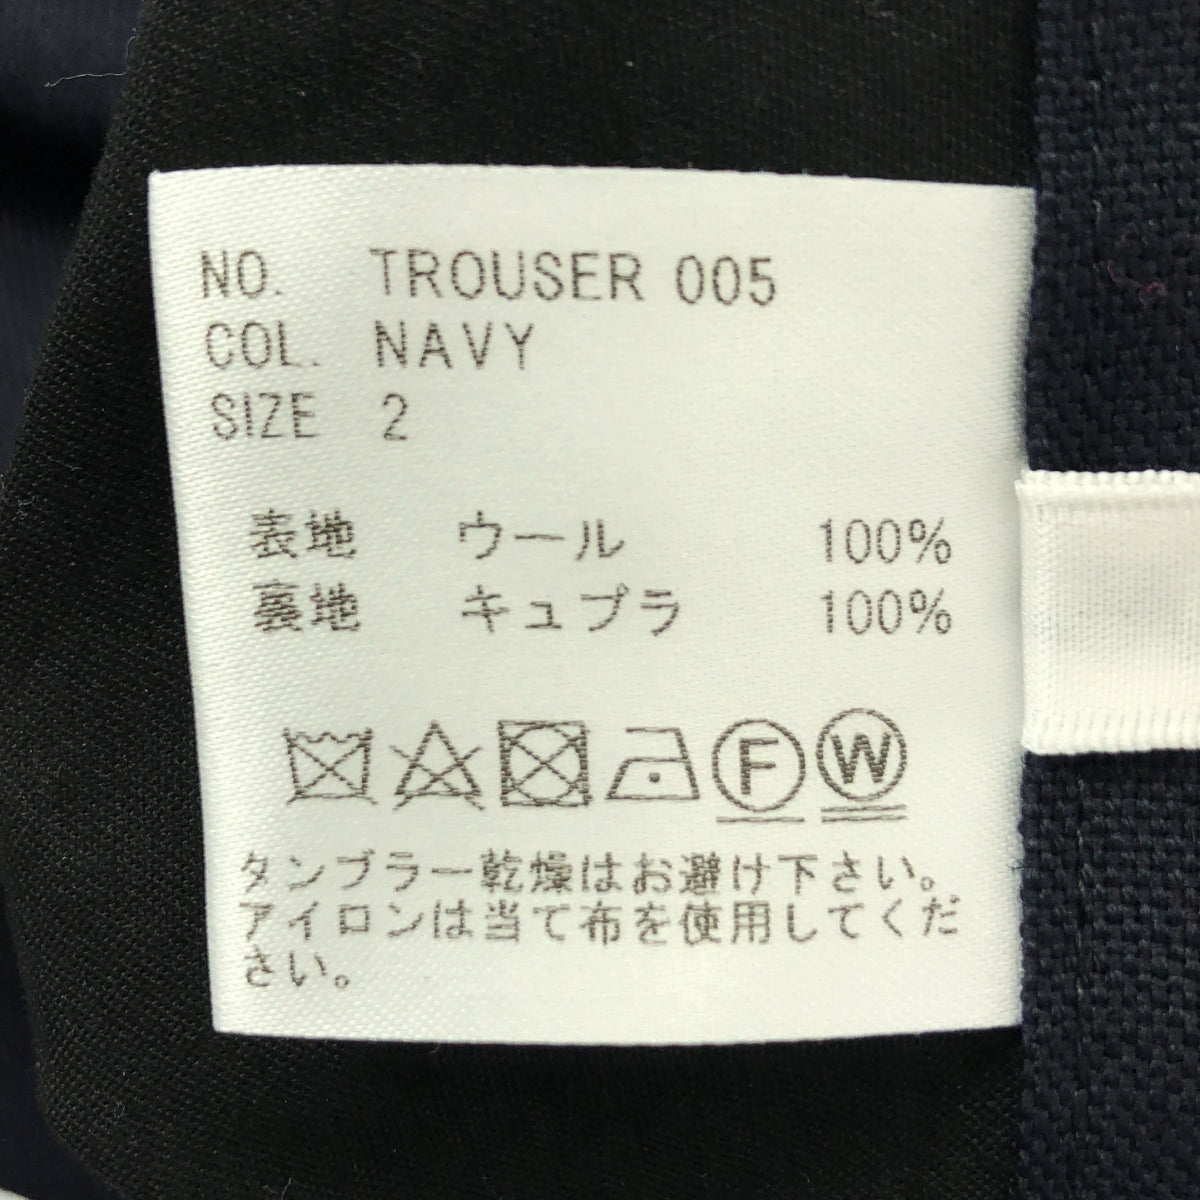 NO. TROUSER 005
COL. NAVY
SIZE 2
表地 ウール 100%
裏地 キュプラ 100%
F W
タンブラー乾燥はお避け下さい。
アイロンは当て布を使用してくだ
さい。